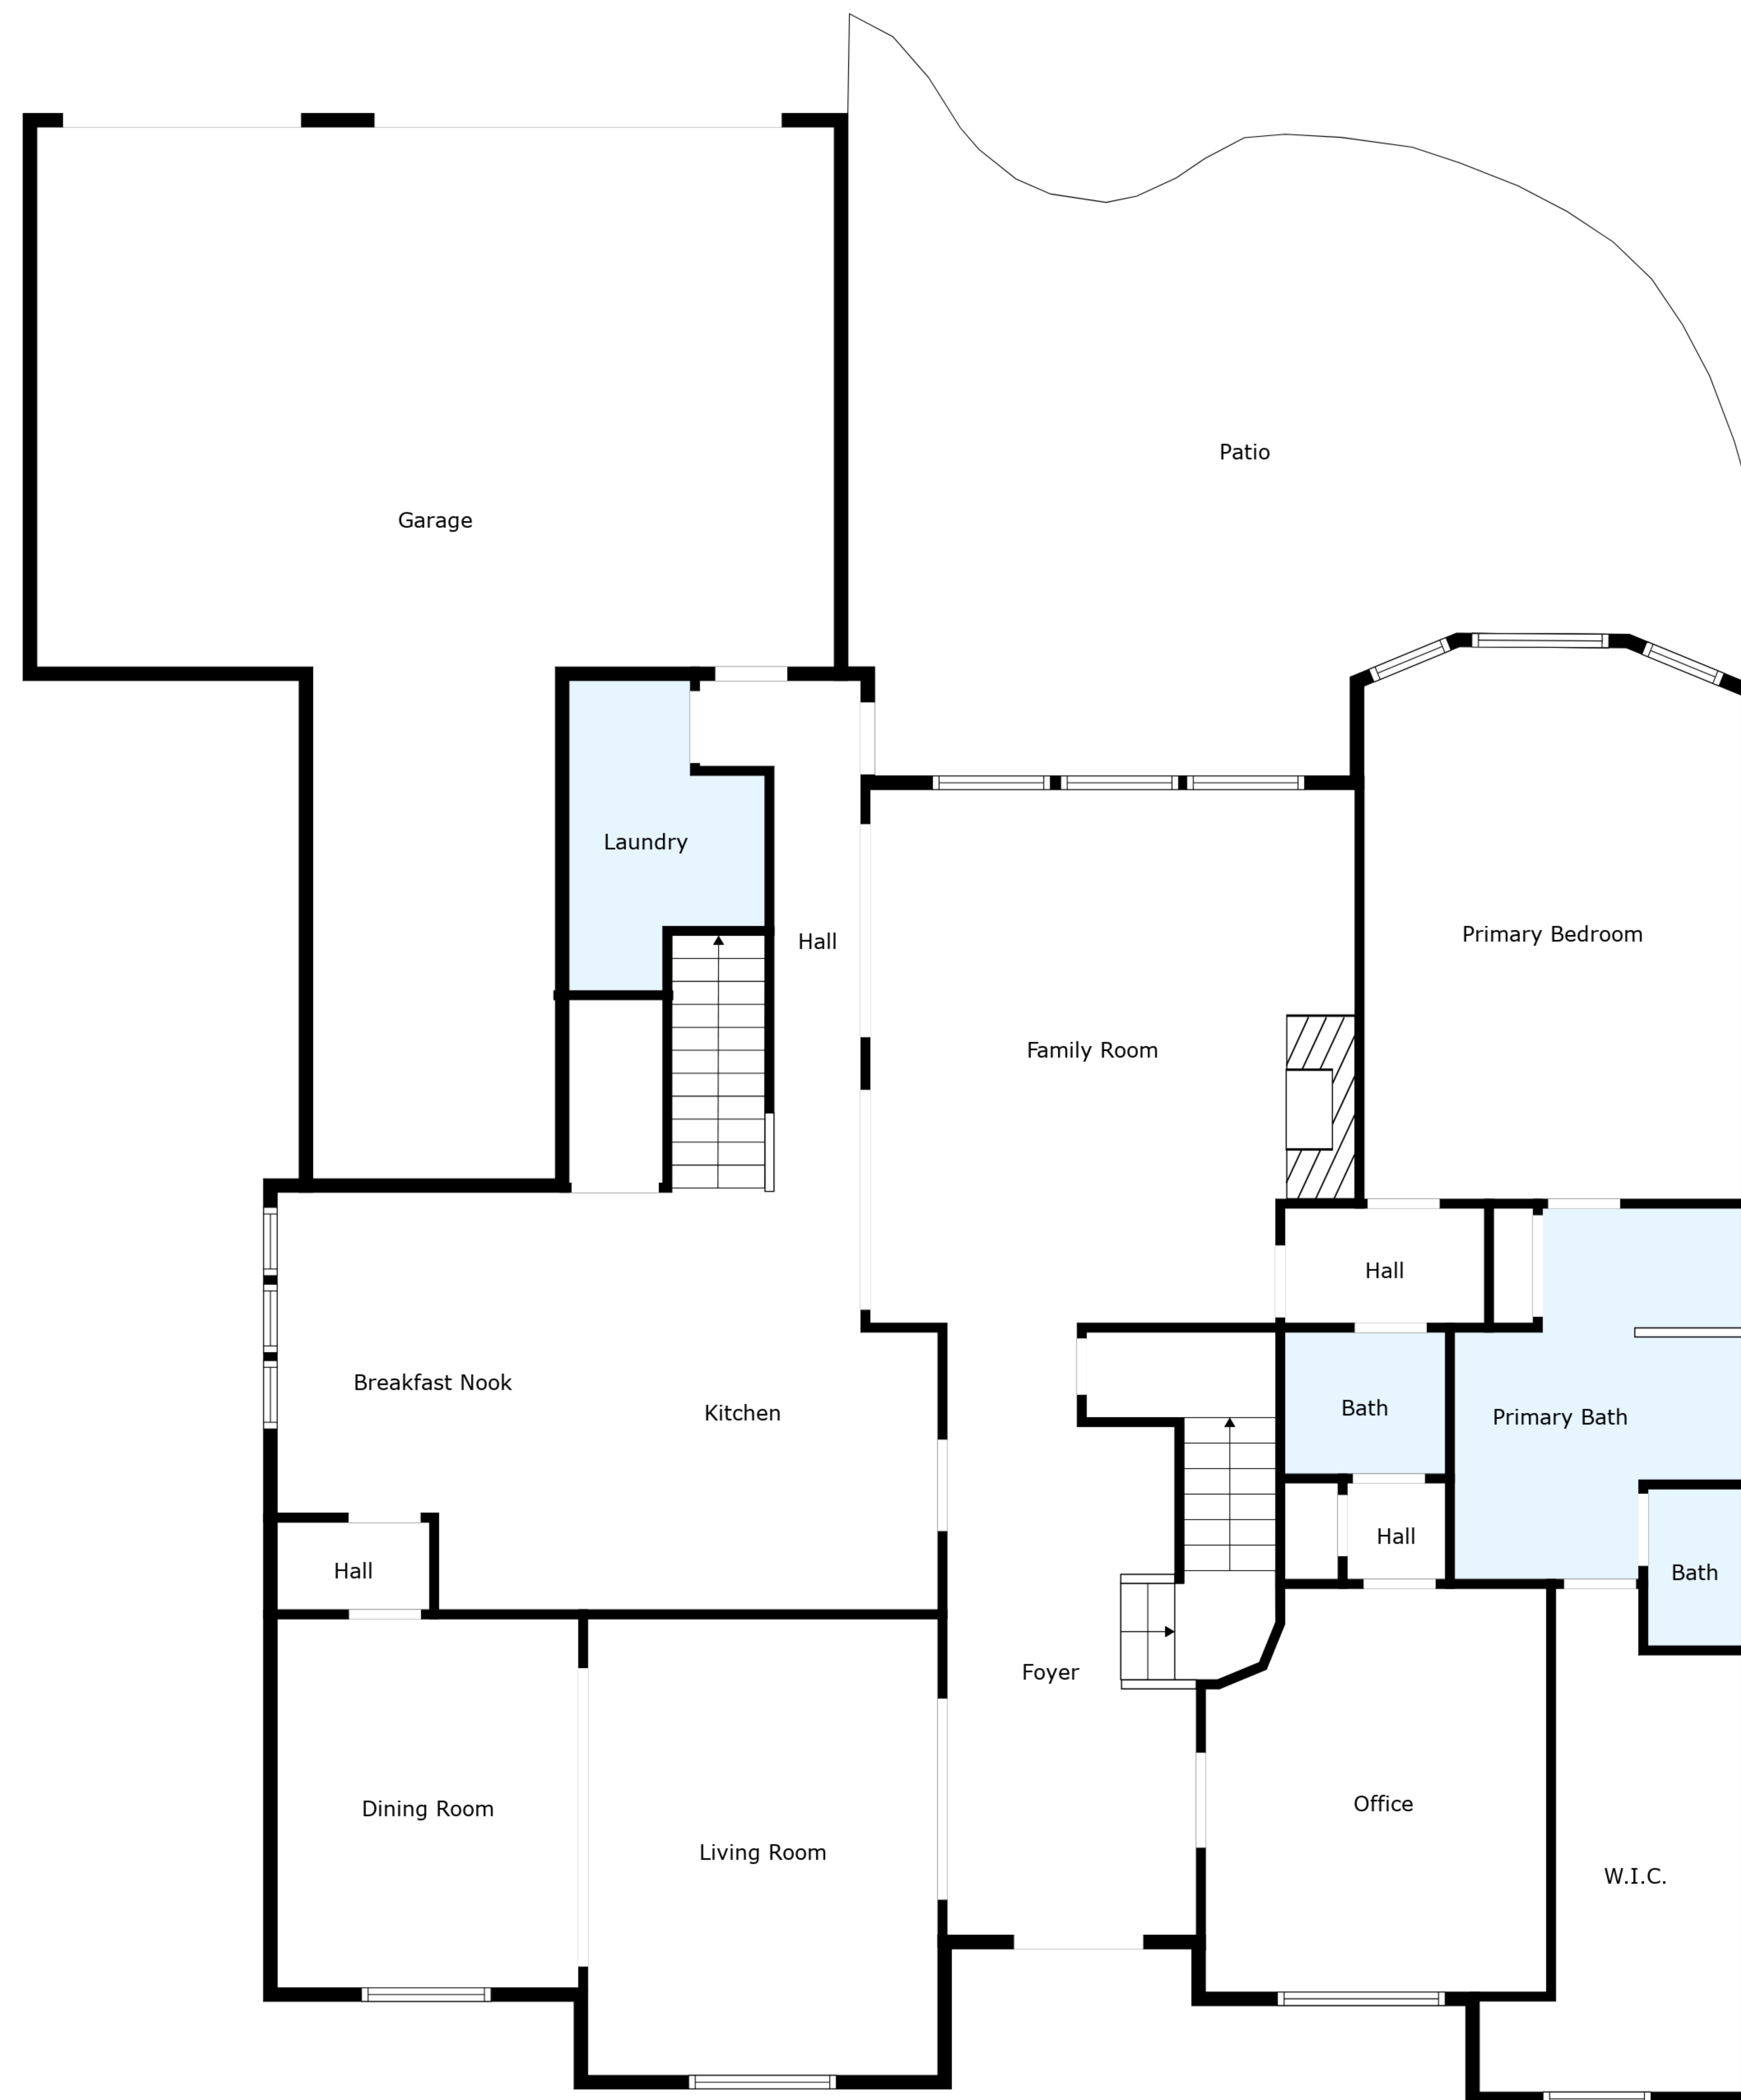 Patio
Garage
Laundry
Primary Bedroom
Hall
Family Room
Hall
Breakfast Nook
Kitchen
Bath
Primary Bath
Hall
Hall
Bath
Foyer
Dining Room
Office
Living Room
W.I.C.